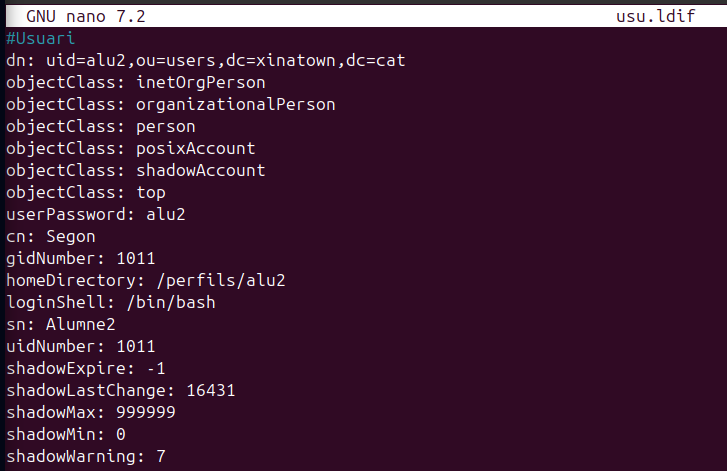 GNU nano 7.2 usu.ldif
#Usuari
dn: uid=alu2,ou=users,dc=xinatown,dc=cat
objectClass: inetOrgPerson
objectClass: organizationalPerson
objectClass: person
objectClass: posixAccount
objectClass: shadowAccount
objectClass: top
userPassword: alu2
cn: Segon
gidNumber: 1011
homeDirectory: /perfils/alu2
loginShell: /bin/bash
sn: Alumne2
uidNumber: 1011
shadowExpire: -1
shadowLastChange: 16431
shadowMax: 999999
shadowMin: 0
shadowWarning: 7